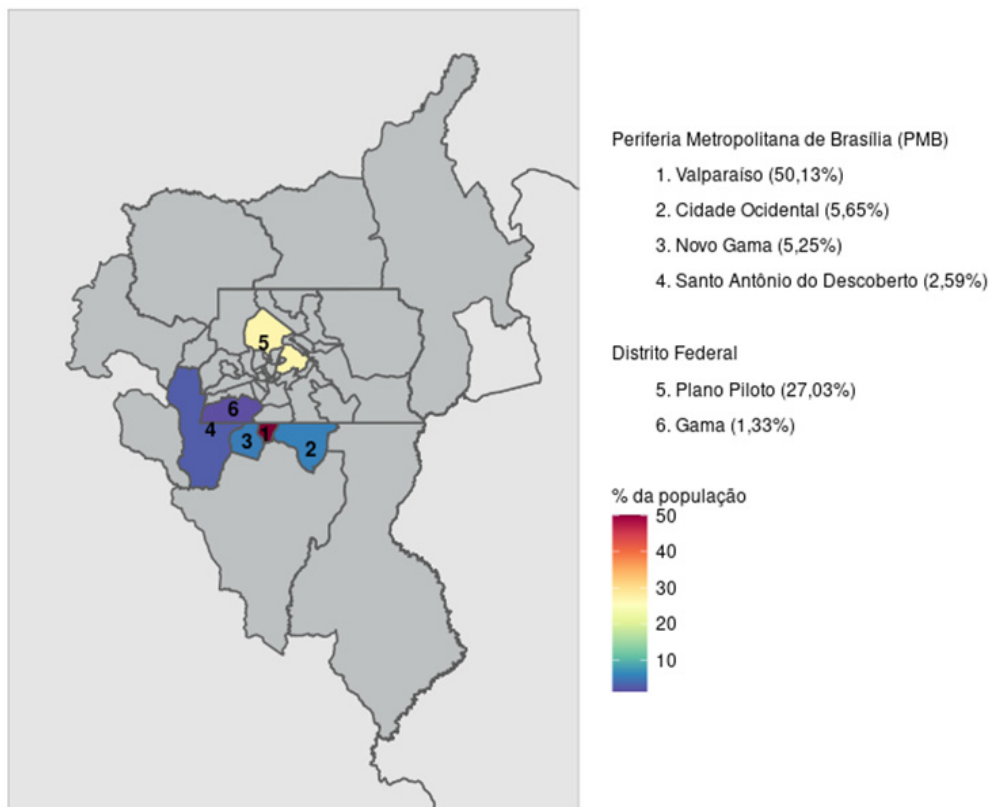 Periferia Metropolitana de Brasília (PMB)
1. Valparaíso (50,13%)
2. Cidade Ocidental (5,65%)
3. Novo Gama (5,25%)
4. Santo Antônio do Descoberto (2,59%)
Distrito Federal
5. Plano Piloto (27,03%)
6. Gama (1,33%)
% da população
50
40
30
20
10
5
6
4
3
1
2